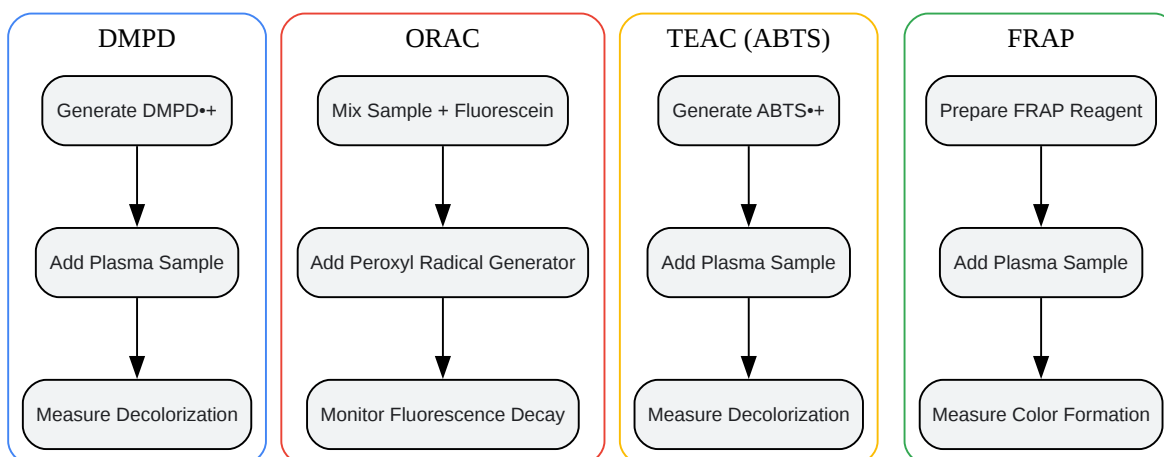 DMPD
Generate DMPD•+
Add Plasma Sample
Measure Decolorization
ORAC
Mix Sample + Fluorescein
Add Peroxyl Radical Generator
Monitor Fluorescence Decay
TEAC (ABTS)
Generate ABTS•+
Add Plasma Sample
Measure Decolorization
FRAP
Prepare FRAP Reagent
Add Plasma Sample
Measure Color Formation